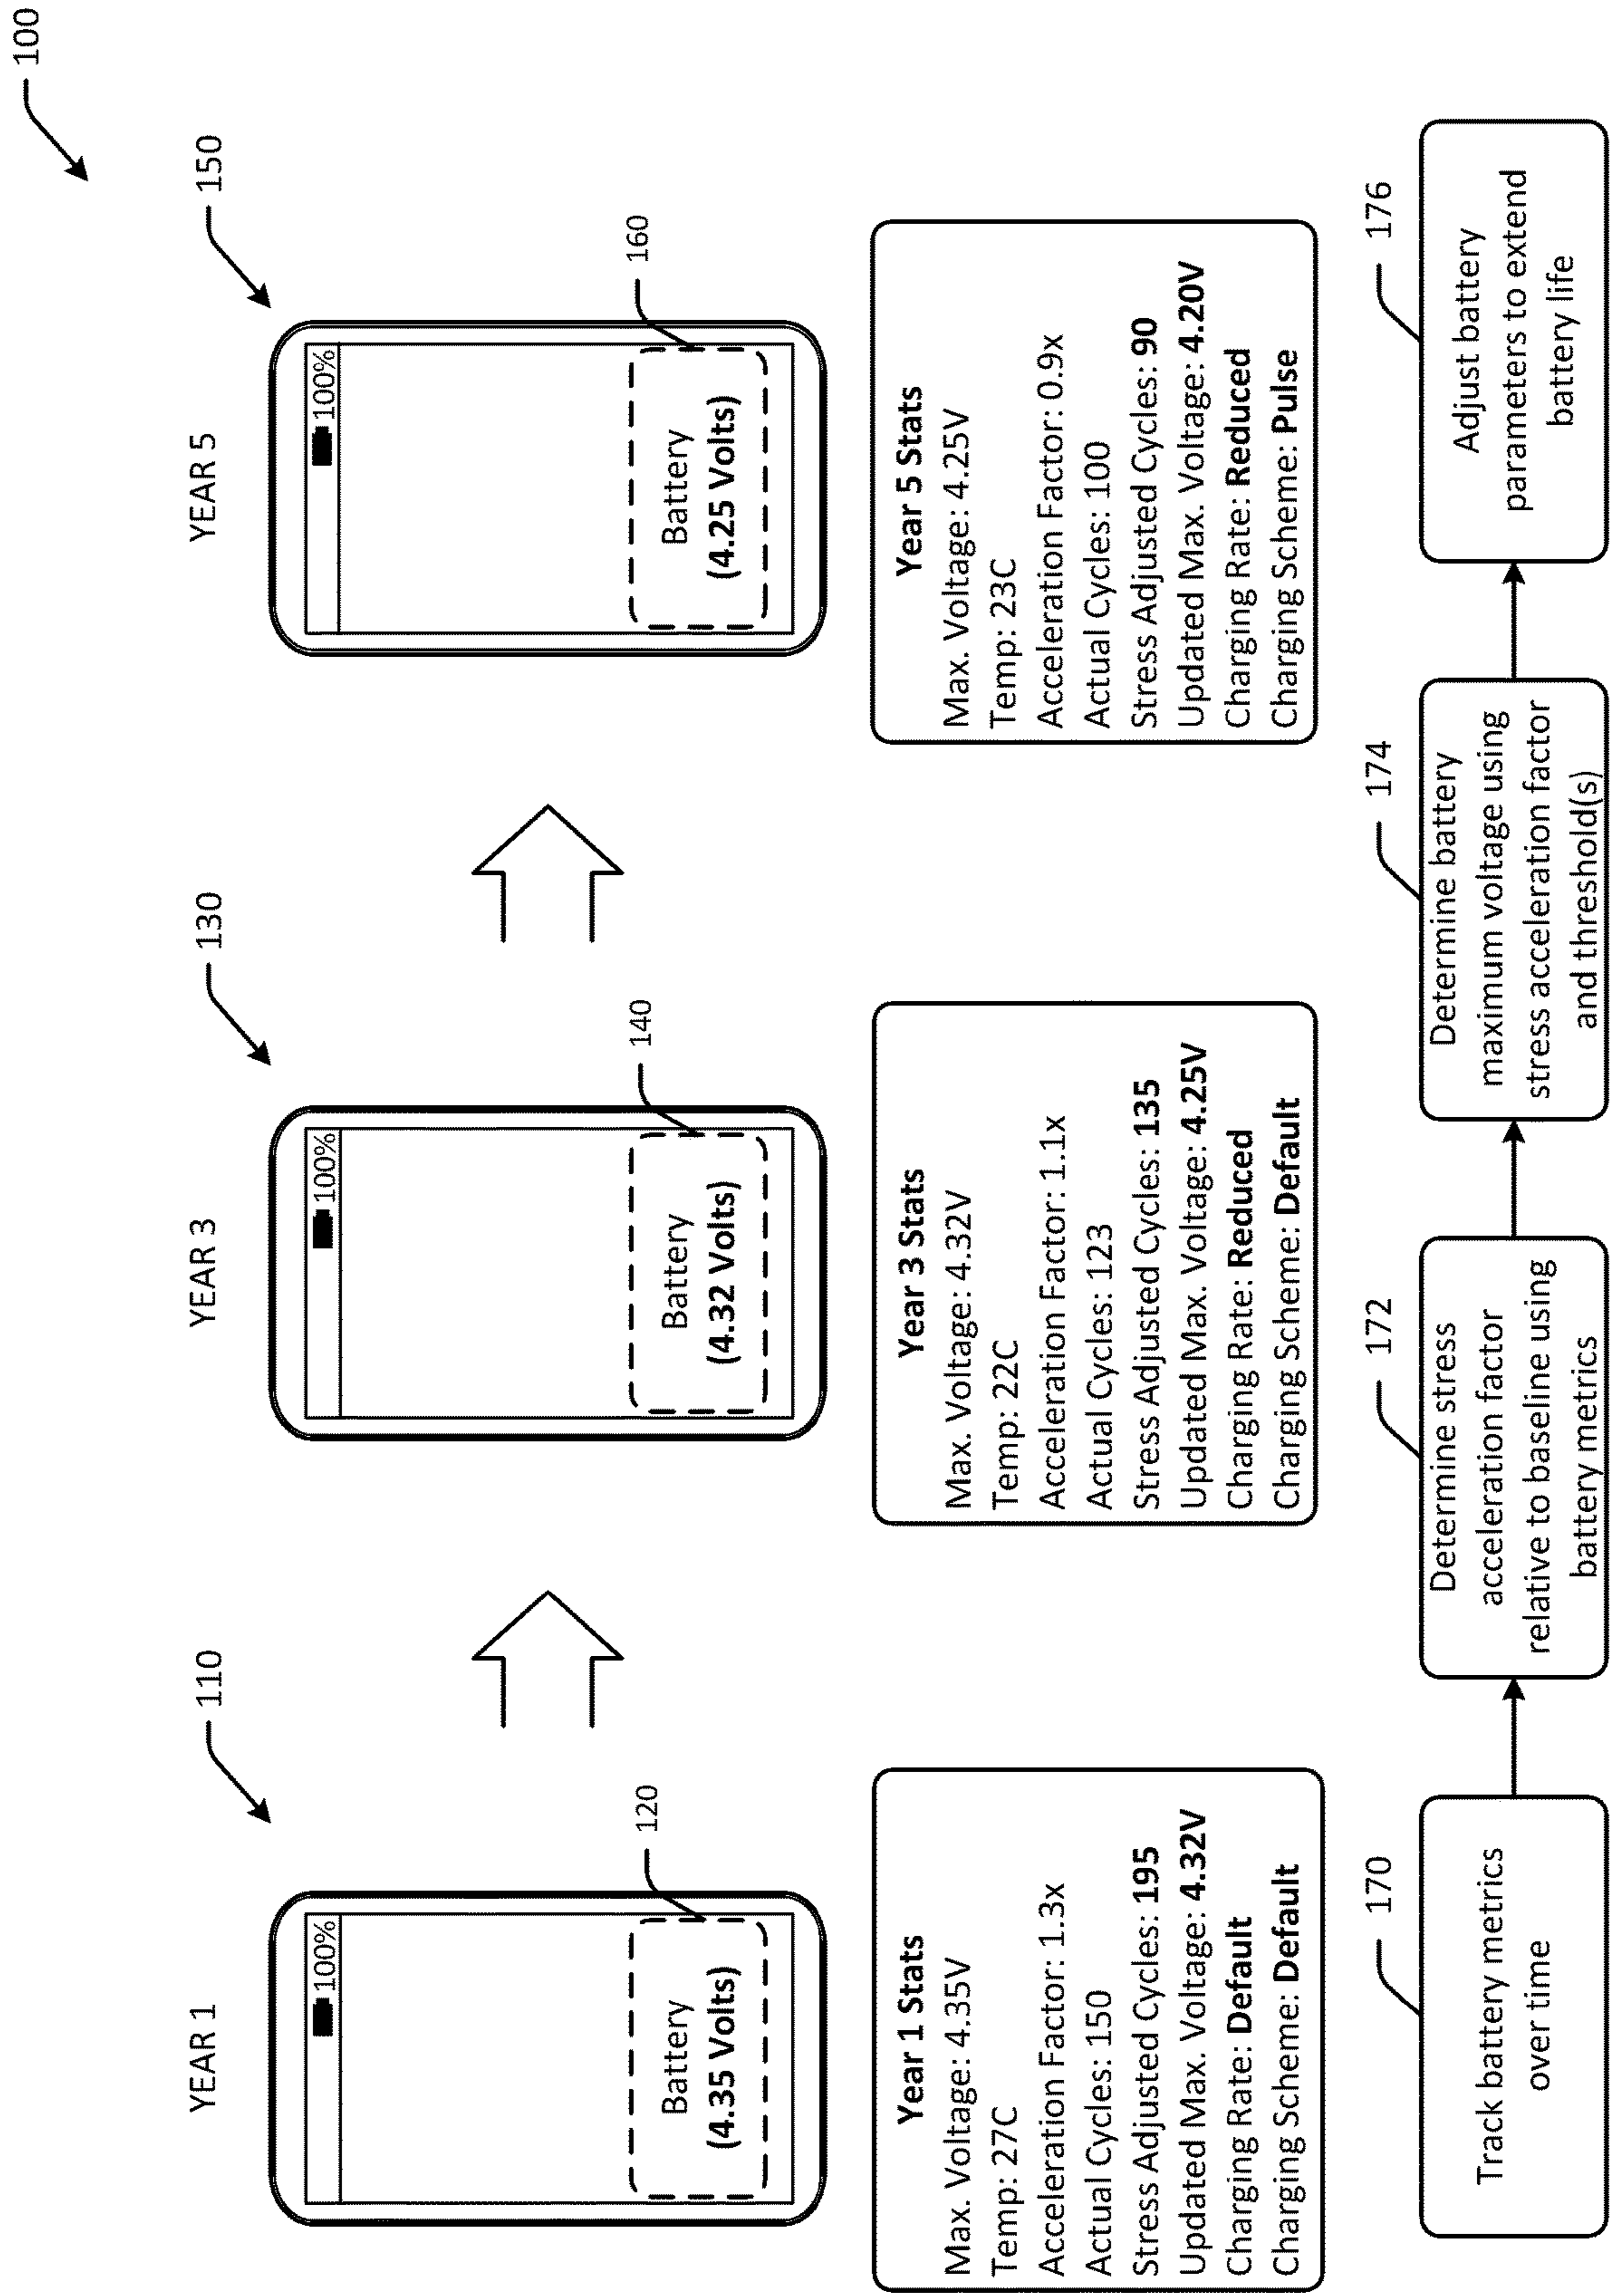 100
YEAR 1
110
100%
Battery
(4.35 Volts)
120
YEAR 3
130
100%
Battery
(4.32 Volts)
140
YEAR 5
150
100%
Battery
(4.25 Volts)
160
Year 1 Stats
Max. Voltage: 4.35V
Temp: 27C
Acceleration Factor: 1.3x
Actual Cycles: 150
Stress Adjusted Cycles: 195
Updated Max. Voltage: 4.32V
Charging Rate: Default
Charging Scheme: Default
Year 3 Stats
Max. Voltage: 4.32V
Temp: 22C
Acceleration Factor: 1.1x
Actual Cycles: 123
Stress Adjusted Cycles: 135
Updated Max. Voltage: 4.25V
Charging Rate: Reduced
Charging Scheme: Default
Year 5 Stats
Max. Voltage: 4.25V
Temp: 23C
Acceleration Factor: 0.9x
Actual Cycles: 100
Stress Adjusted Cycles: 90
Updated Max. Voltage: 4.20V
Charging Rate: Reduced
Charging Scheme: Pulse
170
Track battery metrics
over time
172
Determine stress
acceleration factor
relative to baseline using
battery metrics
174
Determine battery
maximum voltage using
stress acceleration factor
and threshold(s)
176
Adjust battery
parameters to extend
battery life